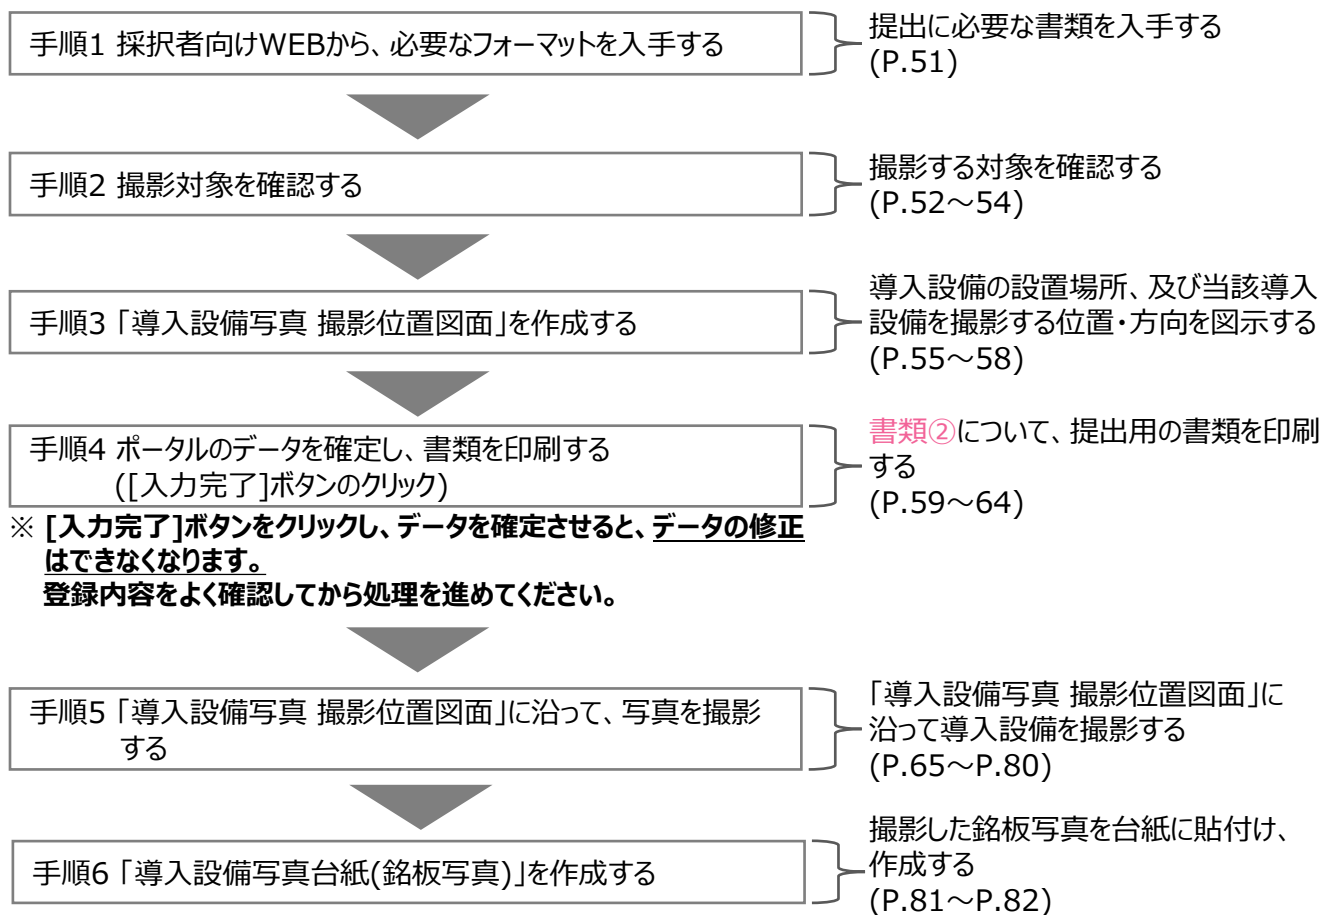 手順1 採択者向けWEBから、必要なフォーマットを入手する
提出に必要な書類を入手する
(P.51)
手順2 撮影対象を確認する
撮影する対象を確認する
(P.52～54)
手順3 「導入設備写真 撮影位置図面」を作成する
導入設備の設置場所、及び当該導入
設備を撮影する位置・方向を図示する
(P.55～58)
手順4 ポータルのデータを確定し、書類を印刷する
([入力完了]ボタンのクリック)
書類②について、提出用の書類を印刷
する
(P.59～64)
※ [入力完了]ボタンをクリックし、データを確定させると、データの修正
はできなくなります。
登録内容をよく確認してから処理を進めてください。
手順5 「導入設備写真 撮影位置図面」に沿って、写真を撮影
する
「導入設備写真 撮影位置図面」に
沿って導入設備を撮影する
(P.65～P.80)
手順6 「導入設備写真台紙(銘板写真)」を作成する
撮影した銘板写真を台紙に貼付け、
作成する
(P.81～P.82)